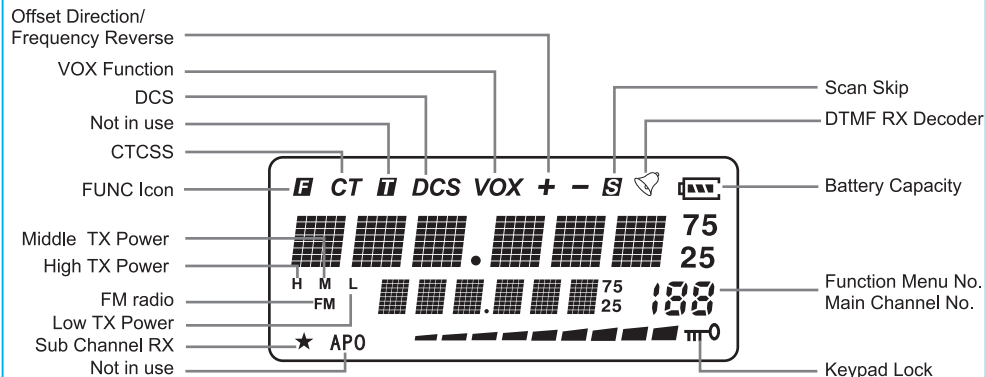 Offset Direction/
Frequency Reverse
VOX Function
DCS
Not in use
CTCSS
FUNC Icon
Middle TX Power
High TX Power
FM radio
Low TX Power
Sub Channel RX
Not in use
F CT T DCS VOX + - S
75
25
H M L
FM
75
25
188
★ APO
Scan Skip
DTMF RX Decoder
Battery Capacity
Function Menu No.
Main Channel No.
Keypad Lock